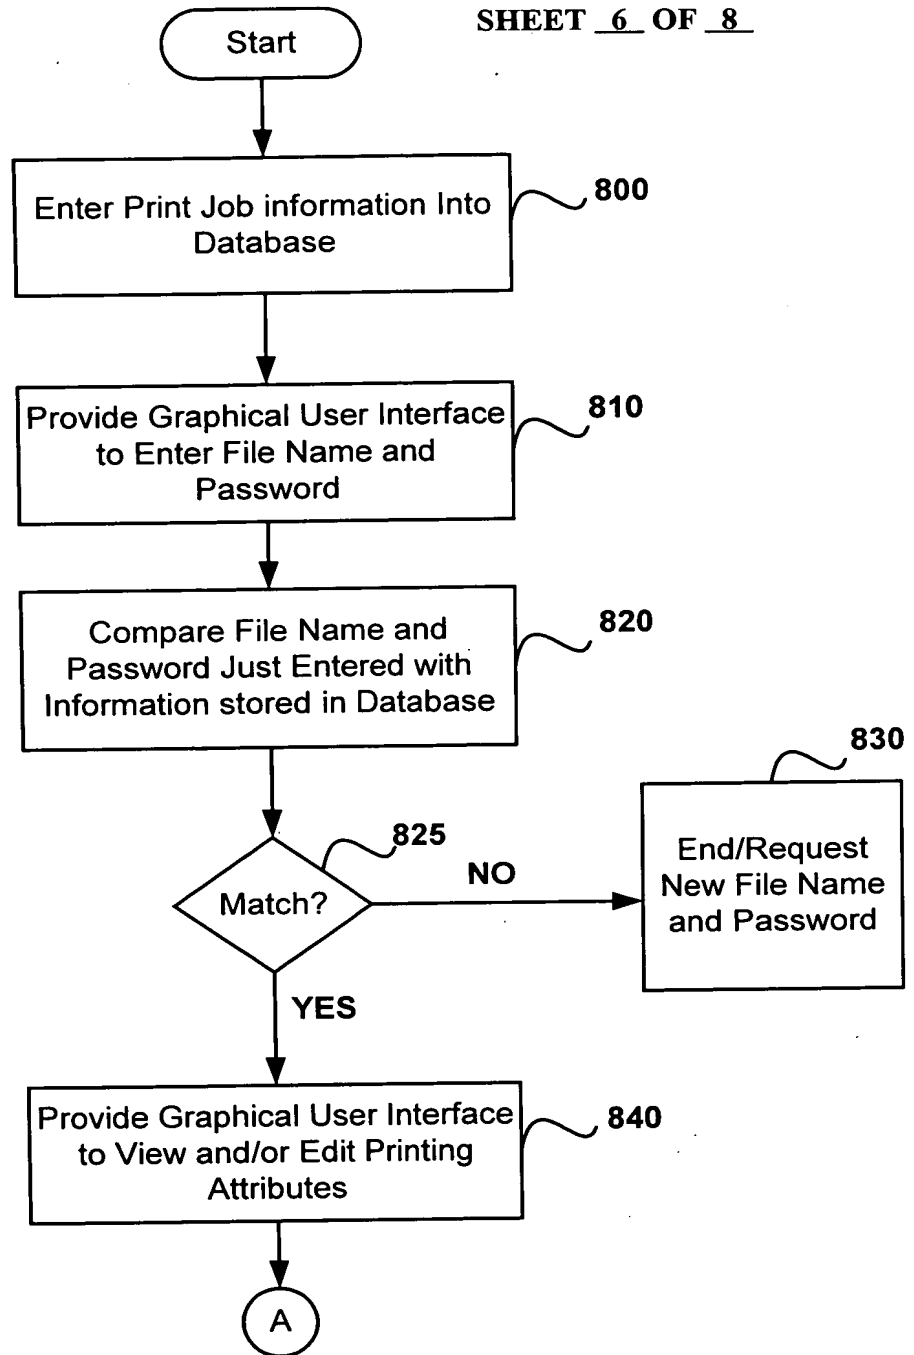 SHEET 6 OF 8
Start
Enter Print Job information Into
Database
800
Provide Graphical User Interface
to Enter File Name and
Password
810
Compare File Name and
Password Just Entered with
Information stored in Database
820
Match?
825
NO
830
End/Request
New File Name
and Password
YES
Provide Graphical User Interface
to View and/or Edit Printing
Attributes
840
A